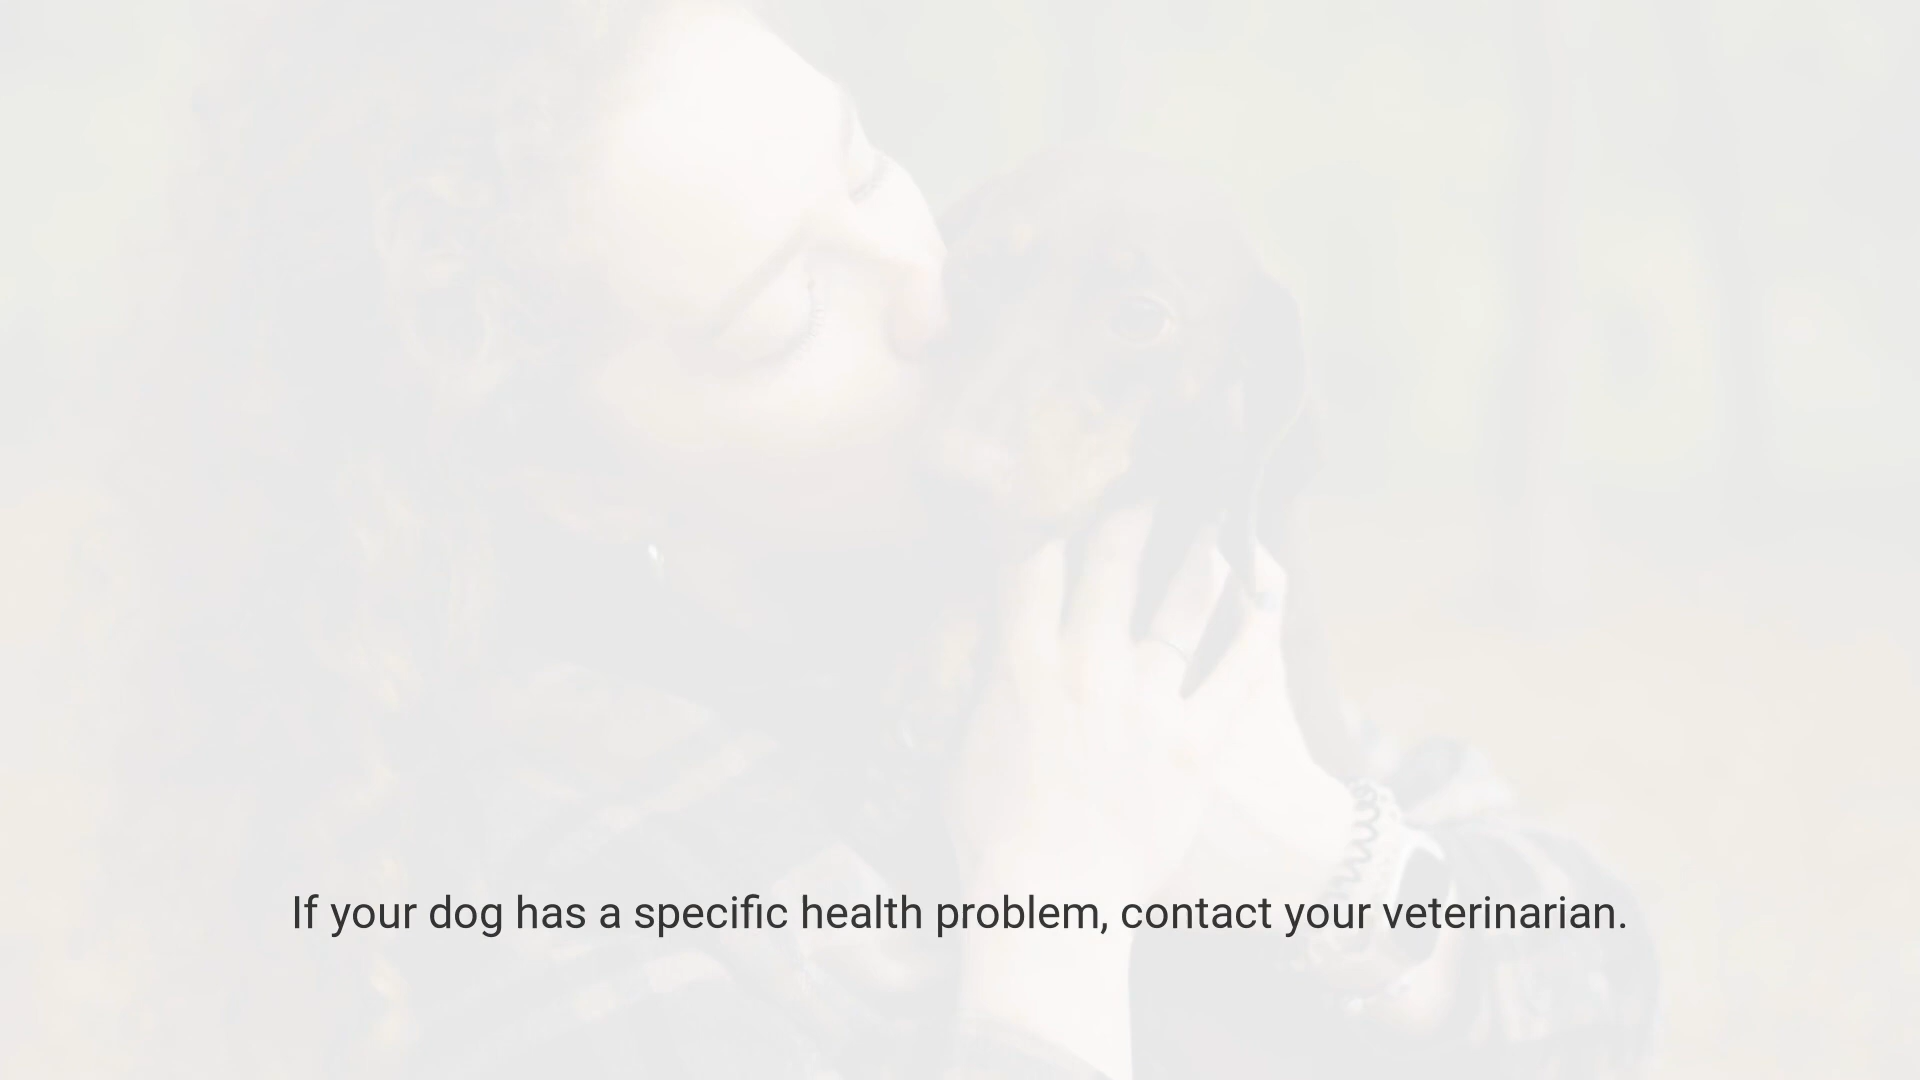 If your dog has a specific health problem, contact your veterinarian.